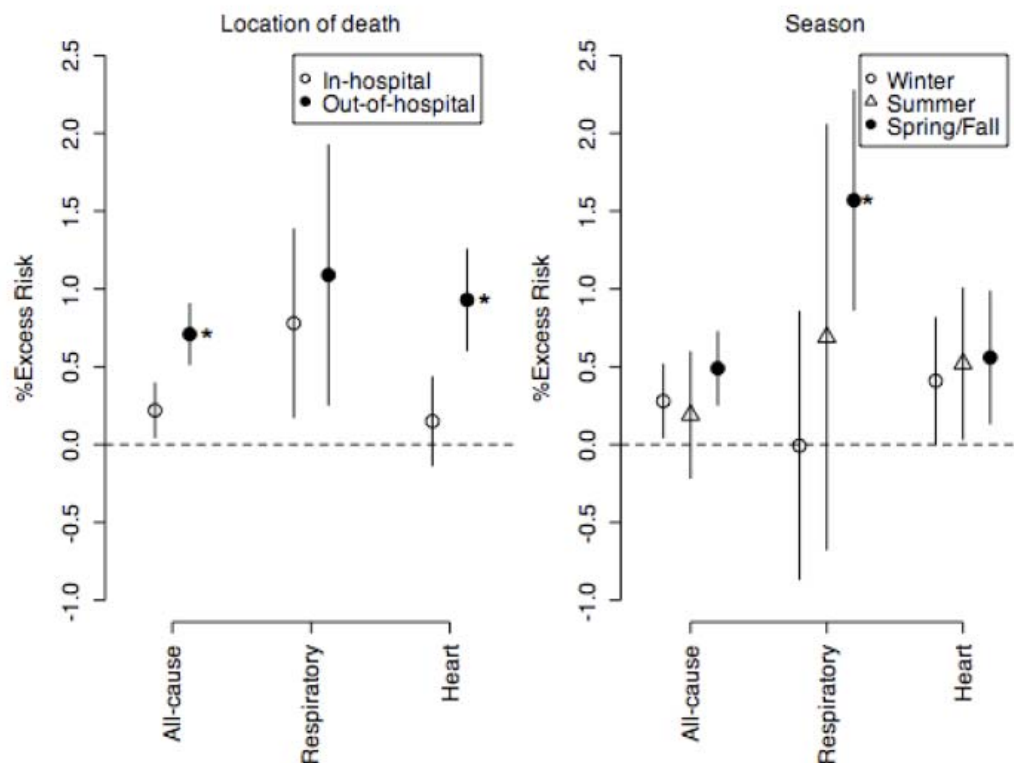 Location of death
%Excess Risk
2.5
2.0
1.5
1.0
0.5
0.0
-0.5
-1.0
In-hospital
Out-of-hospital
*
*
All-cause
Respiratory
Heart
Season
%Excess Risk
2.5
2.0
1.5
1.0
0.5
0.0
-0.5
-1.0
Winter
Summer
Spring/Fall
*
All-cause
Respiratory
Heart